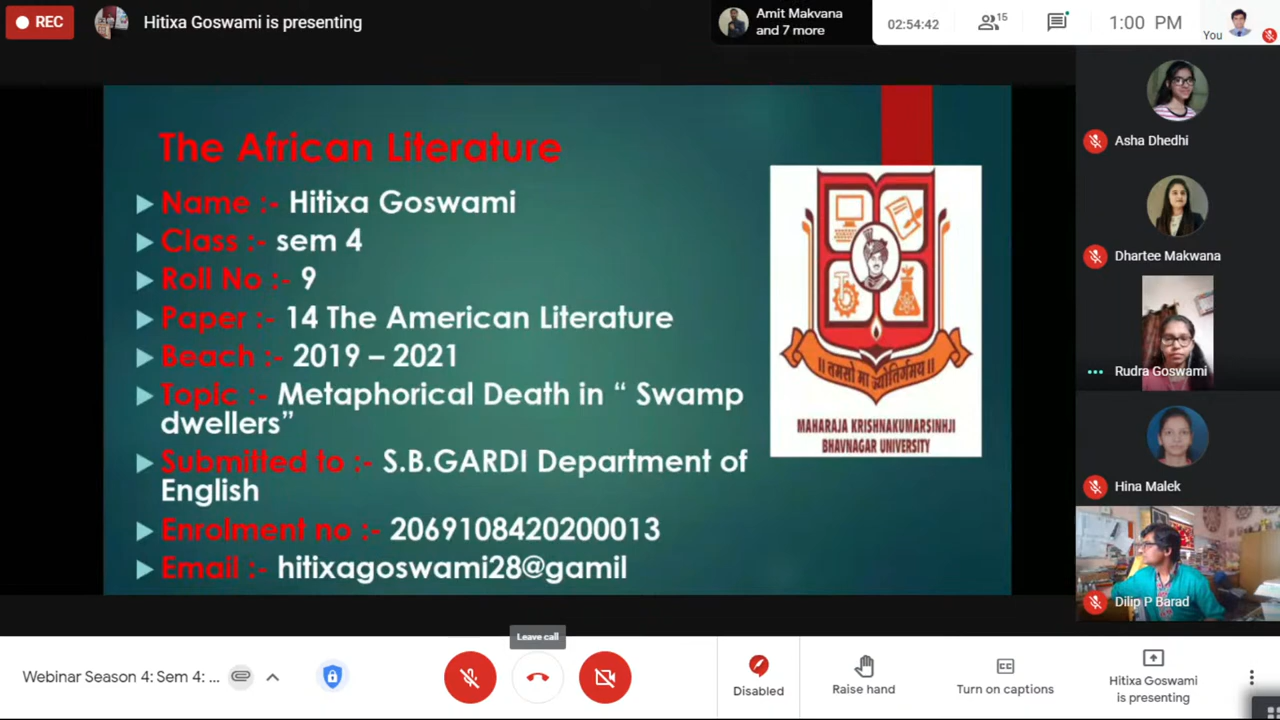 REC
Hitixa Goswami is presenting
Amit Makvana
and 7 more
02:54:42
15
1:00 PM
You
The African Literature
Name :- Hitixa Goswami
Class :- sem 4
Roll No :- 9
Paper :- 14 The American Literature
Beach :- 2019 – 2021
Topic :- Metaphorical Death in “ Swamp
dwellers”
Submitted to :- S.B.GARDI Department of
English
Enrolment no :- 2069108420200013
Email :- hitixagoswami28@gamil
॥ तमसो मा ज्योतिर्गमय ॥
MAHARAJA KRISHNAKUMARSINHJI
BHAVNAGAR UNIVERSITY
Asha Dhedhi
Dhartee Makwana
Rudra Goswami
Hina Malek
Dilip P Barad
Leave call
Webinar Season 4: Sem 4: ...
Disabled
Raise hand
CC
Turn on captions
Hitixa Goswami
is presenting